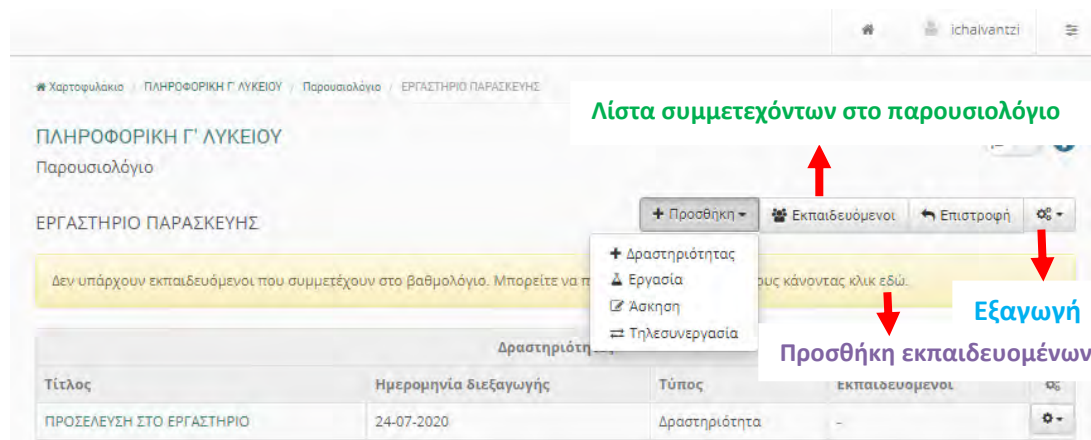 ichalvantzi
Χαρτοφυλάκιο / ΠΛΗΡΟΦΟΡΙΚΗ Γ' ΛΥΚΕΙΟΥ / Παρουσιολόγιο / ΕΡΓΑΣΤΗΡΙΟ ΠΑΡΑΣΚΕΥΗΣ
Λίστα συμμετεχόντων στο παρουσιολόγιο
ΠΛΗΡΟΦΟΡΙΚΗ Γ' ΛΥΚΕΙΟΥ
Παρουσιολόγιο
ΕΡΓΑΣΤΗΡΙΟ ΠΑΡΑΣΚΕΥΗΣ
+ Προσθήκη Εκπαιδευόμενοι Επιστροφή
+ Δραστηριότητας
Εργασία
Άσκηση
Τηλεσυνεργασία
Δεν υπάρχουν εκπαιδευόμενοι που συμμετέχουν στο βαθμολόγιο. Μπορείτε να κάνοντας κλικ εδώ.
Εξαγωγή
Προσθήκη εκπαιδευομένων
Τίτλος Ημερομηνία διεξαγωγής Τύπος Εκπαιδευόμενοι
ΠΡΟΣΕΛΕΥΣΗ ΣΤΟ ΕΡΓΑΣΤΗΡΙΟ 24-07-2020 Δραστηριότητα -